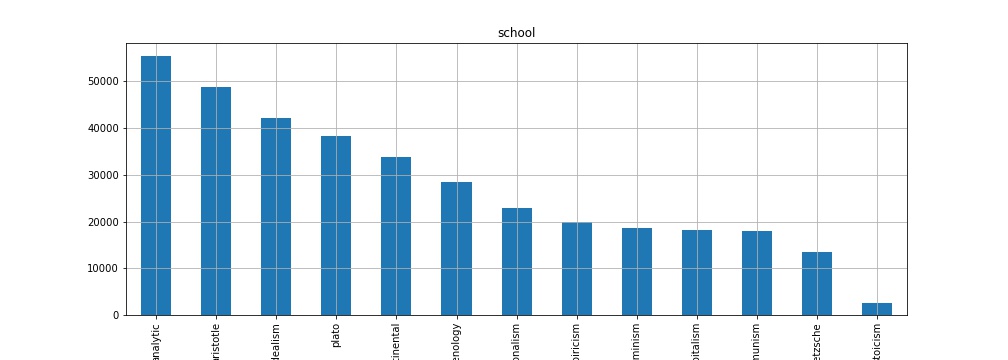 school
50000
40000
30000
20000
10000
0
analytic
ristotle
dealism
plato
tinental
enology
onalism
piricism
minism
pitalism
nunism
etzsche
toicism